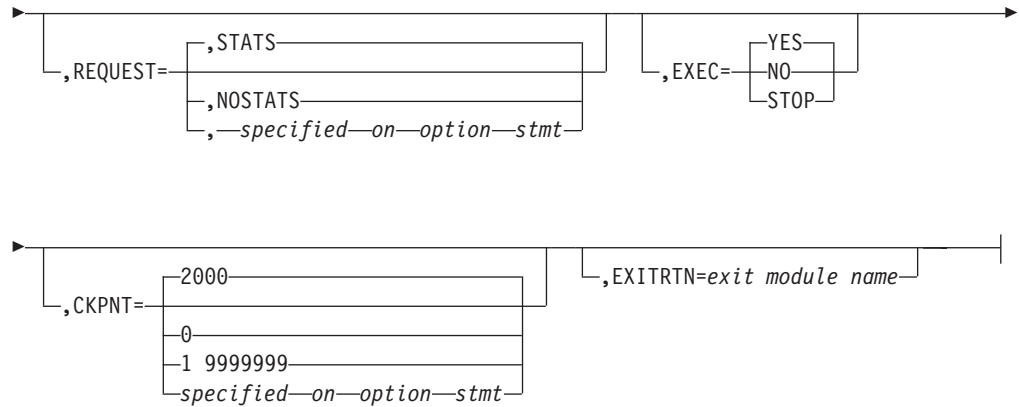 ,STATS
,REQUEST=
,NOSTATS
, specified on option stmt
YES
,EXEC= NO
STOP
2000
,CKPNT=
0
1 9999999
specified on option stmt
,EXITRTN=exit module name